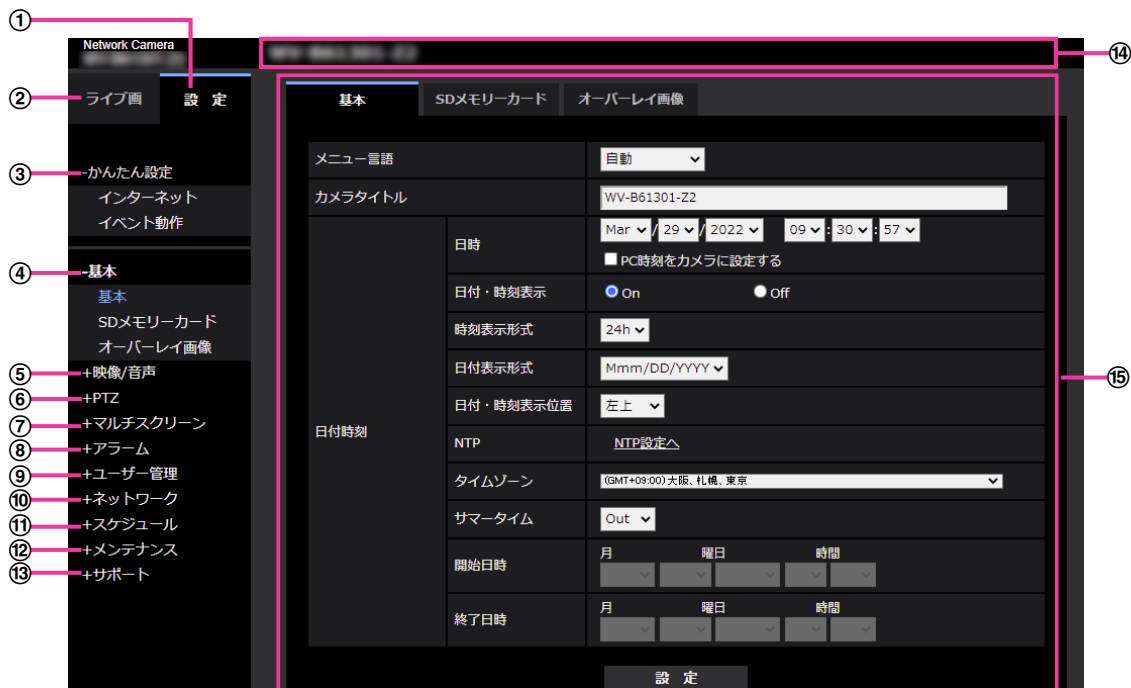 ①
Network Camera
⑭
② ライブ画 設 定
基本 SDメモリーカード オーバーレイ画像
③ -かんたん設定
インターネット
イベント動作
④ -基本
基本
SDメモリーカード
オーバーレイ画像
⑤ +映像/音声
⑥ +PTZ
⑦ +マルチスクリーン
⑧ +アラーム
⑨ +ユーザー管理
⑩ +ネットワーク
⑪ +スケジュール
⑫ +メンテナンス
⑬ +サポート
メニュー言語 自動
カメラタイトル WV-B61301-Z2
日付時刻
日時 Mar / 29 / 2022 09 : 30 : 57
PC時刻をカメラに設定する
日付・時刻表示 On Off
時刻表示形式 24h
日付表示形式 Mmm/DD/YYYY
⑮
日付・時刻表示位置 左上
NTP NTP設定へ
タイムゾーン (GMT+09:00)大阪、札幌、東京
サマータイム Out
開始日時 月 曜日 時間
終了日時 月 曜日 時間
設 定